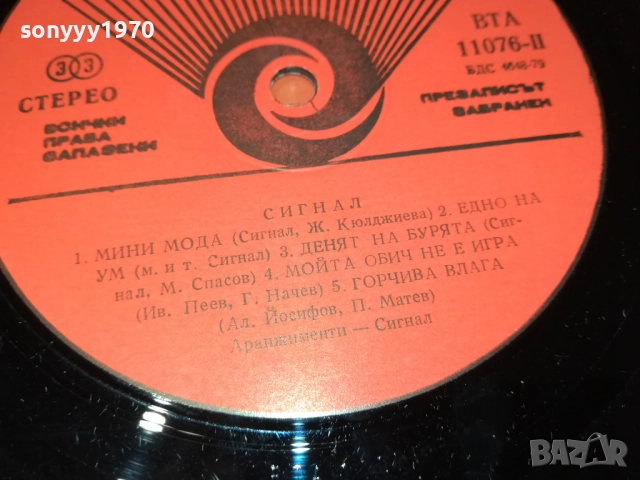 sonyyy1970
33
СТЕРЕО
ВСИЧКИ
ПРАВА
ЗАПАЗЕНИ
ВТА
11076-II
БДС 4648-79
ПРЕЗАПИСЪТ
ЗАБРАНЕН
СИГНАЛ
1. МИНИ МОДА (Сигнал, Ж. Кюлджиева) 2. ЕДНО НА
УМ (м. и т. Сигнал) 3. ДЕНЯТ НА БУРЯТА (Сиг-
нал, М. Спасов) 4. МОЙТА ОБИЧ НЕ Е ИГРА
(Ив. Пеев, Г. Начев) 5. ГОРЧИВА ВЛАГА
(Ал. Йосифов, П. Матев)
Аранжименти — Сигнал
BAZAR